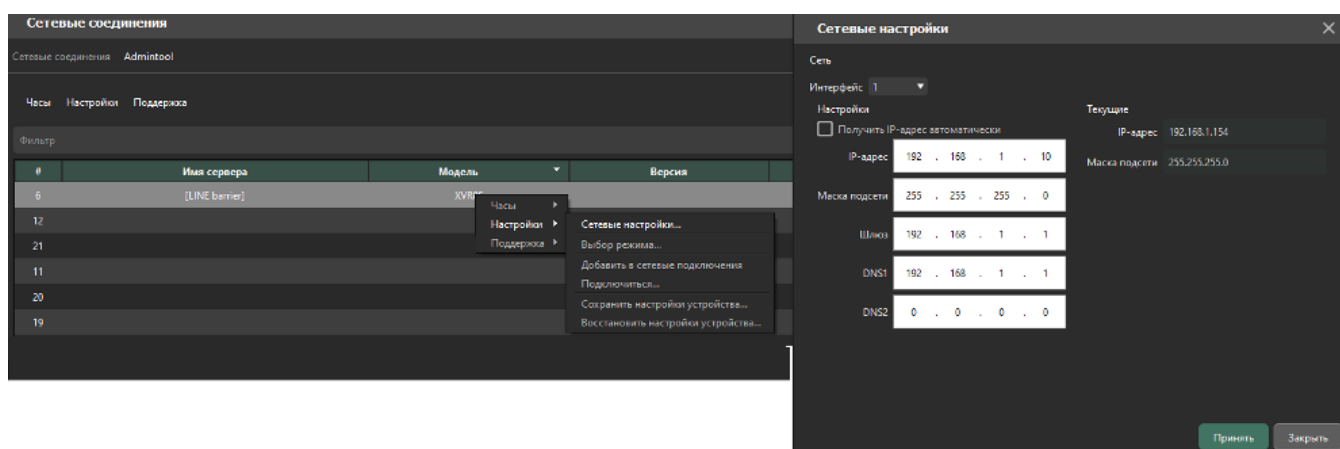 Сетевые соединения
Сетевые соединения Admintool
Часы Настройки Поддержка
Фильтр
# Имя сервера Модель Версия
6 [LINE barrier]
12
21
11
20
19
Часы
Настройки
Поддержка
Сетевые настройки...
Выбор режима...
Добавить в сетевые подключения
Подключиться...
Сохранить настройки устройства...
Восстановить настройки устройства...
Сетевые настройки
Сеть
Интерфейс 1
Настройки
Получить IP-адрес автоматически
IP-адрес 192 . 168 . 1 . 10
Маска подсети 255 . 255 . 255 . 0
Шлюз 192 . 168 . 1 . 1
DNS1 192 . 168 . 1 . 1
DNS2 0 . 0 . 0 . 0
Текущие
IP-адрес 192.168.1.154
Маска подсети 255.255.255.0
Принять Закрыть